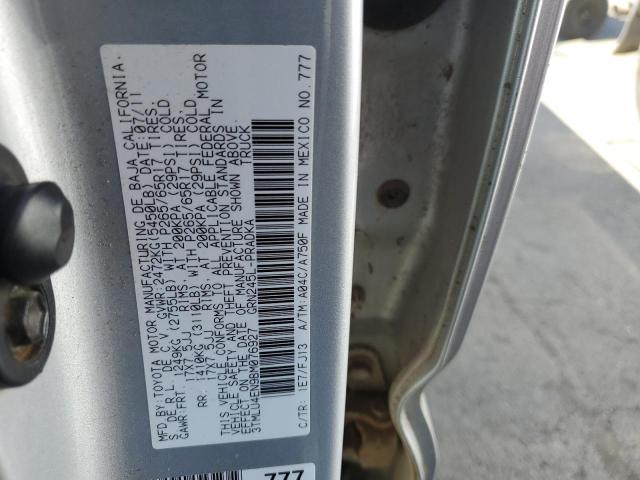 MFD.BY:TOYOTA MOTOR MANUFACTURING DE BAJA CALIFORNIA,
S. DE R.L. DE C.V. GVWR:2472KG(5450LB) DATE:07/11
GAWR:FRT. 1249KG (2755LB) WITH P265/65R17 TIRES,
17X7.5JJ RIMS, AT 200KPA (29PSI) COLD
RR. 1410KG (3110LB) WITH P265/65R17 TIRES,
17X7.5JJ RIMS, AT 200KPA (29PSI) COLD
THIS VEHICLE CONFORMS TO ALL APPLICABLE FEDERAL MOTOR
VEHICLE SAFETY AND THEFT PREVENTION STANDARDS IN
EFFECT ON THE DATE OF MANUFACTURE SHOWN ABOVE.
3TMLU4EN9BM076927 TRUCK
GRN245L-PRADKA
C/TR: 1E7/FJ13 A/TM:A04C/A750F MADE IN MEXICO NO.777
777